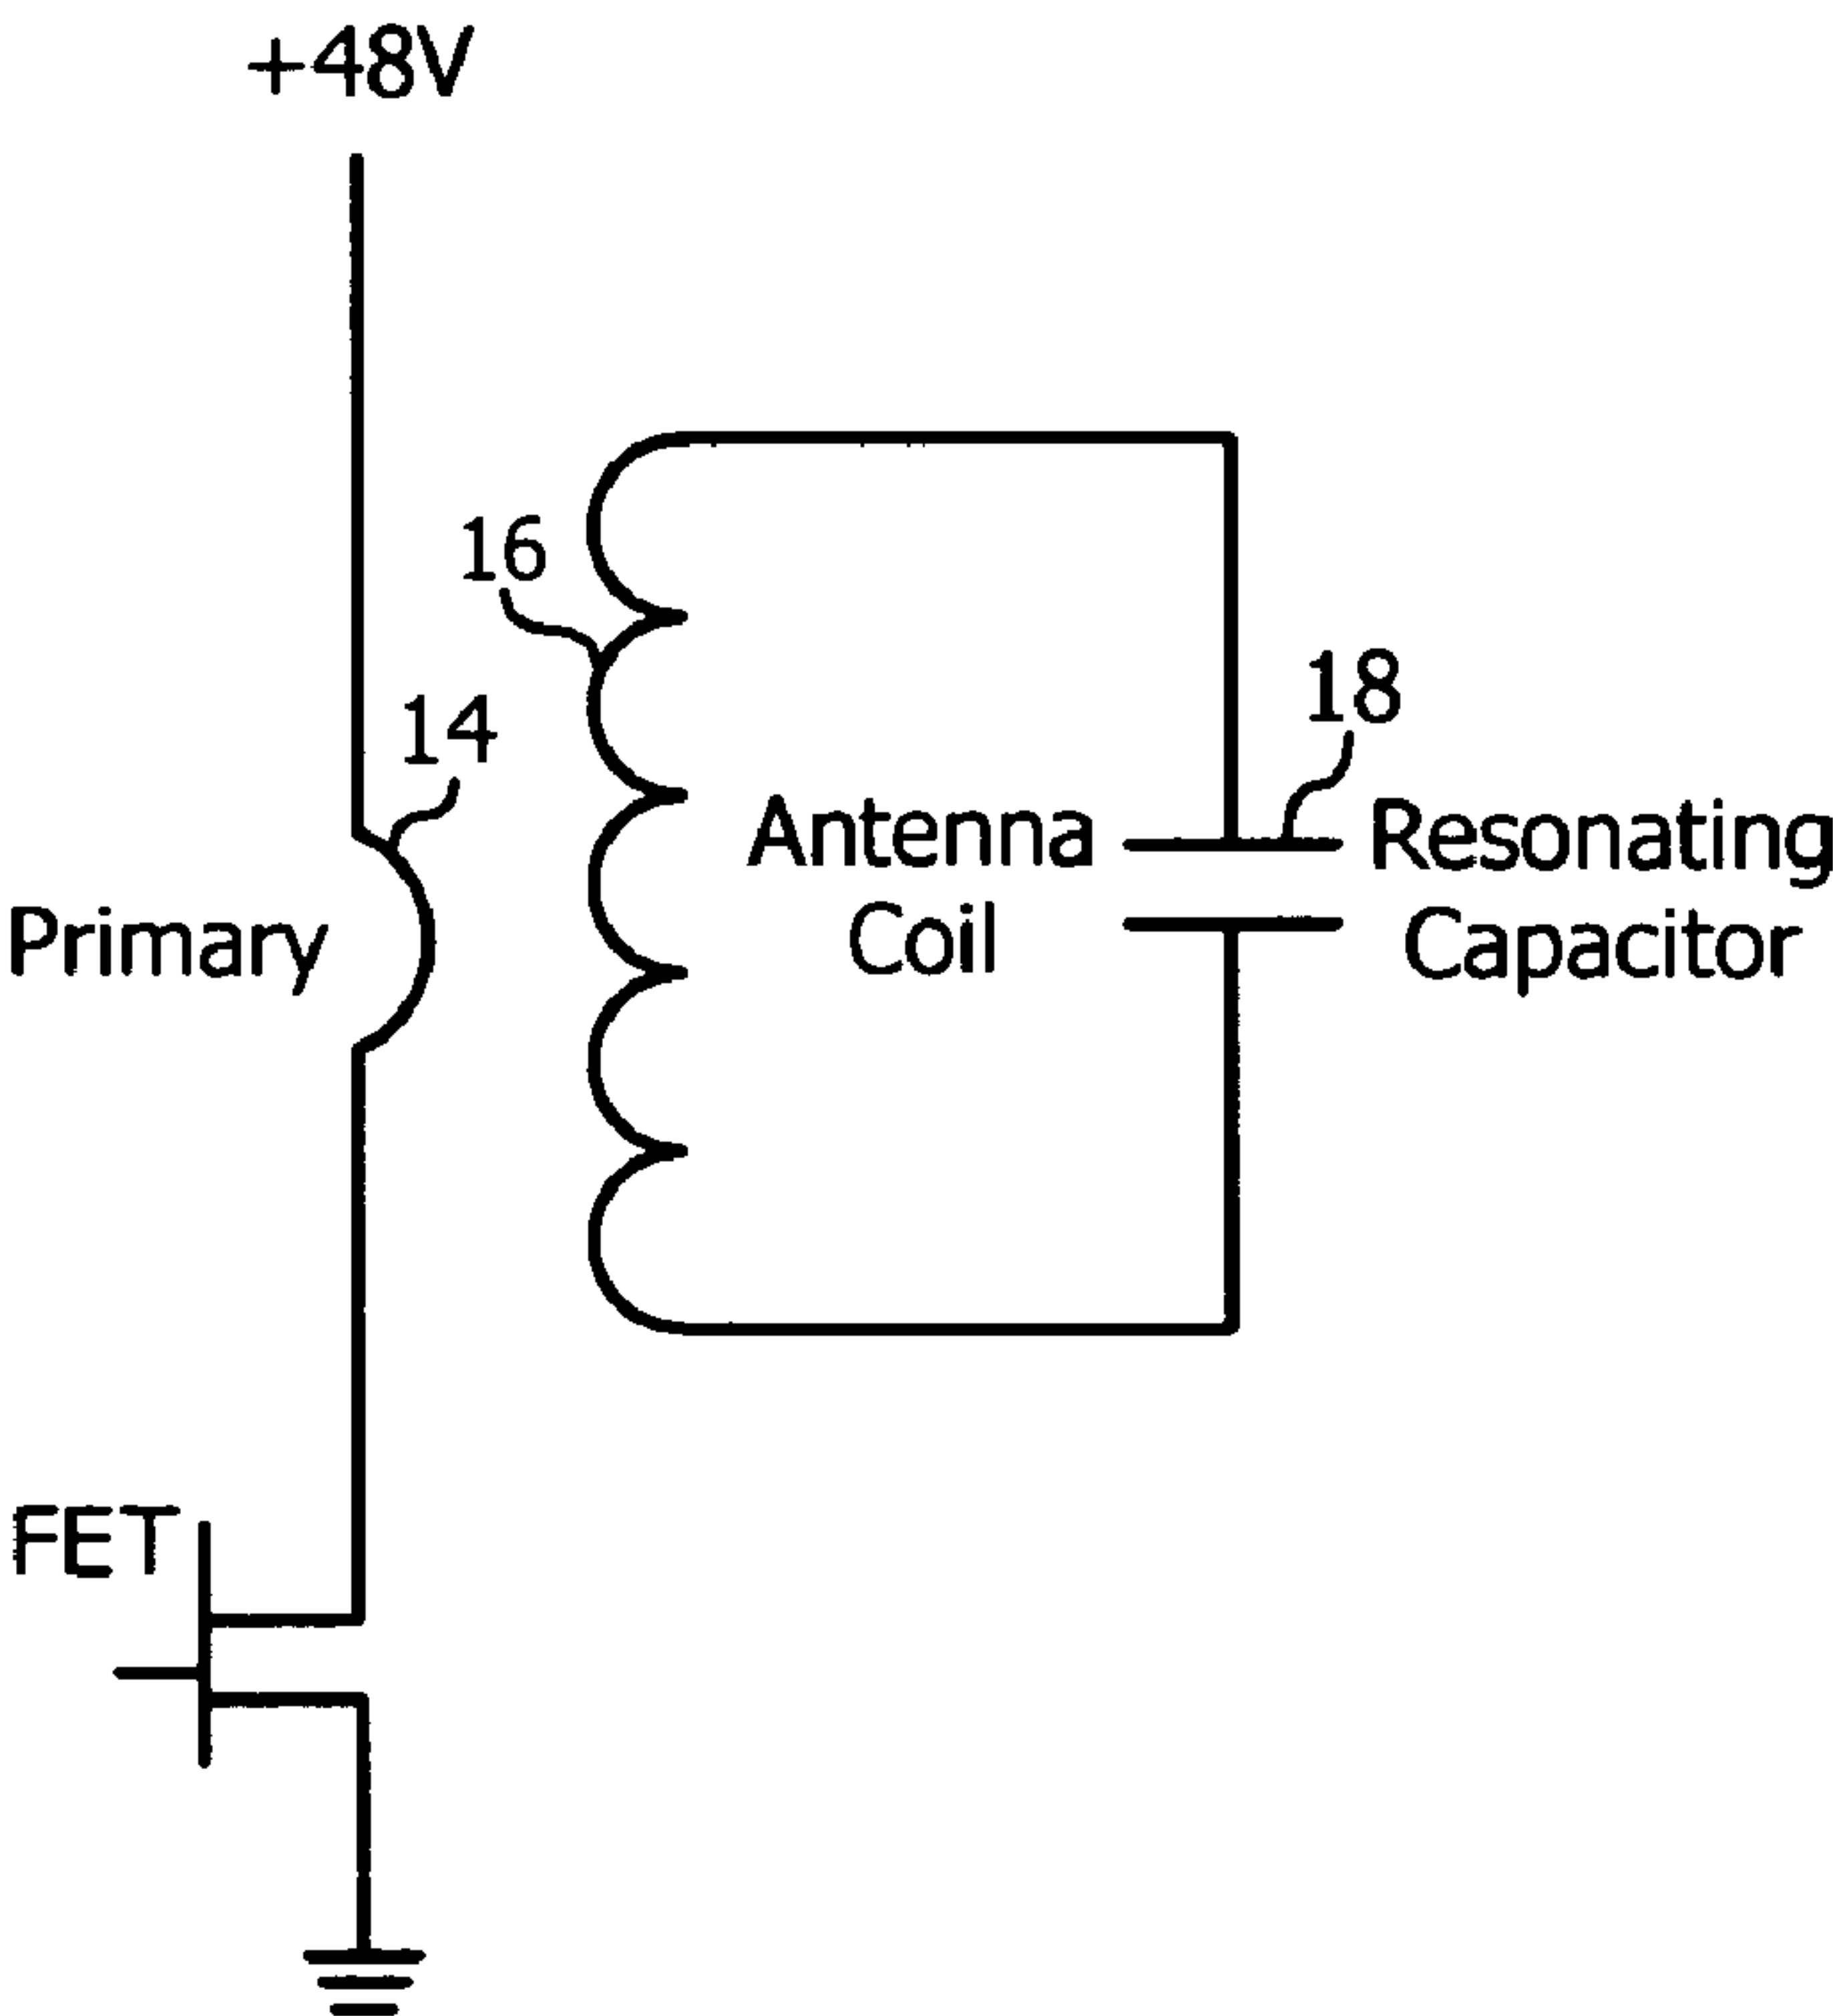 +48V
16
14
18
Primary
Antenna
Coil
Resonating
Capacitor
FET